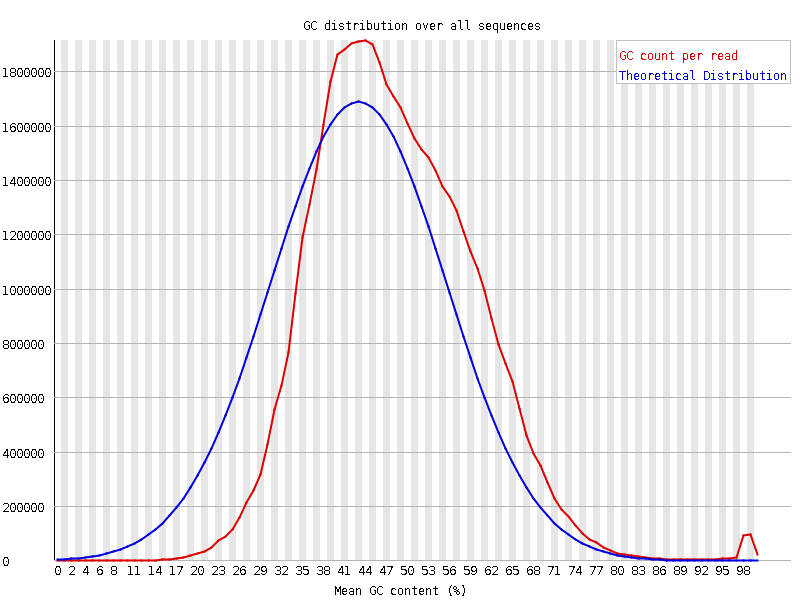 GC distribution over all sequences
GC count per read
Theoretical Distribution
1800000
1600000
1400000
1200000
1000000
800000
600000
400000
200000
0
0 2 4 6 8 11 14 17 20 23 26 29 32 35 38 41 44 47 50 53 56 59 62 65 68 71 74 77 80 83 86 89 92 95 98
Mean GC content (%)